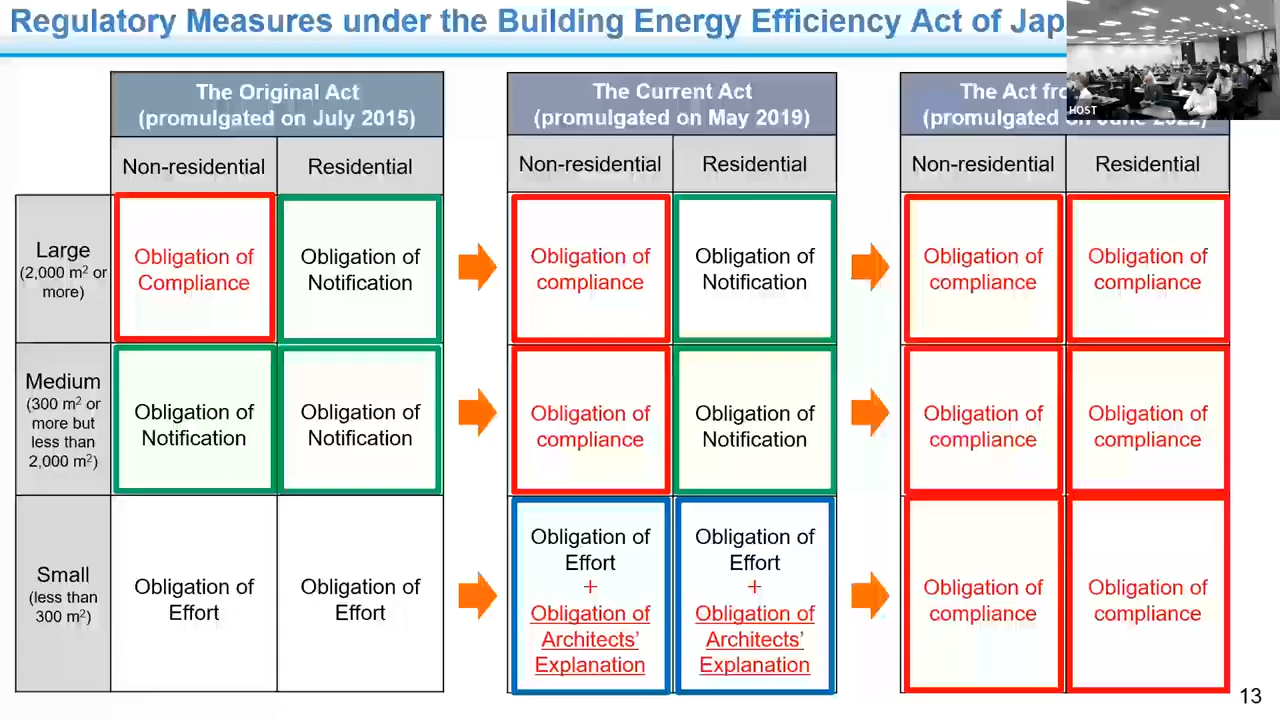 Regulatory Measures under the Building Energy Efficiency Act of Jap
HOST
The Original Act
(promulgated on July 2015)
The Current Act
(promulgated on May 2019)
The Act fro
(promulgated on June 2022)
Non-residential
Residential
Non-residential
Residential
Non-residential
Residential
Large
(2,000 m² or
more)
Obligation of
Compliance
Obligation of
Notification
Obligation of
compliance
Obligation of
Notification
Obligation of
compliance
Obligation of
compliance
Medium
(300 m² or
more but
less than
2,000 m²)
Obligation of
Notification
Obligation of
Notification
Obligation of
compliance
Obligation of
Notification
Obligation of
compliance
Obligation of
compliance
Small
(less than
300 m²)
Obligation of
Effort
Obligation of
Effort
Obligation of
Effort
+
Obligation of
Architects'
Explanation
Obligation of
Effort
+
Obligation of
Architects'
Explanation
Obligation of
compliance
Obligation of
compliance
13